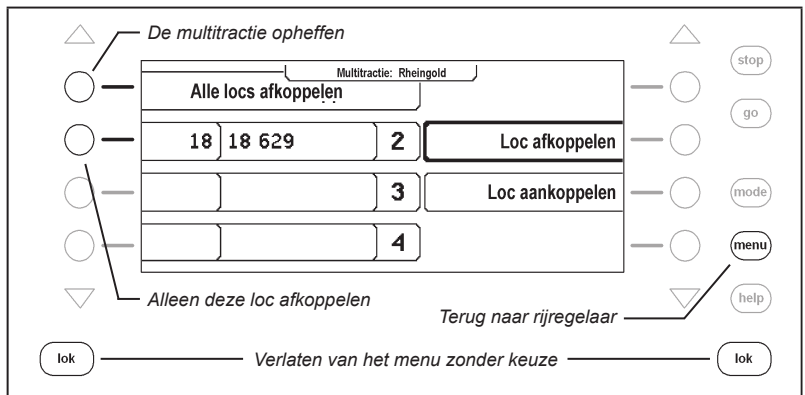 De multitractie opheffen
stop
Multitractie: Rheingold
Alle locs afkoppelen
go
18 18 629 2 Loc afkoppelen
3 Loc aankoppelen
mode
4
menu
Alleen deze loc afkoppelen
help
Terug naar rijregelaar
lok Verlaten van het menu zonder keuze lok